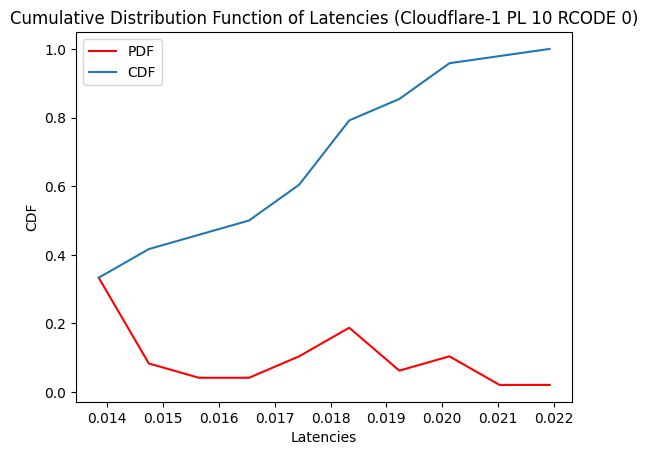 Cumulative Distribution Function of Latencies (Cloudflare-1 PL 10 RCODE 0)
PDF
CDF
1.0
0.8
0.6
0.4
0.2
0.0
CDF
0.014 0.015 0.016 0.017 0.018 0.019 0.020 0.021 0.022
Latencies